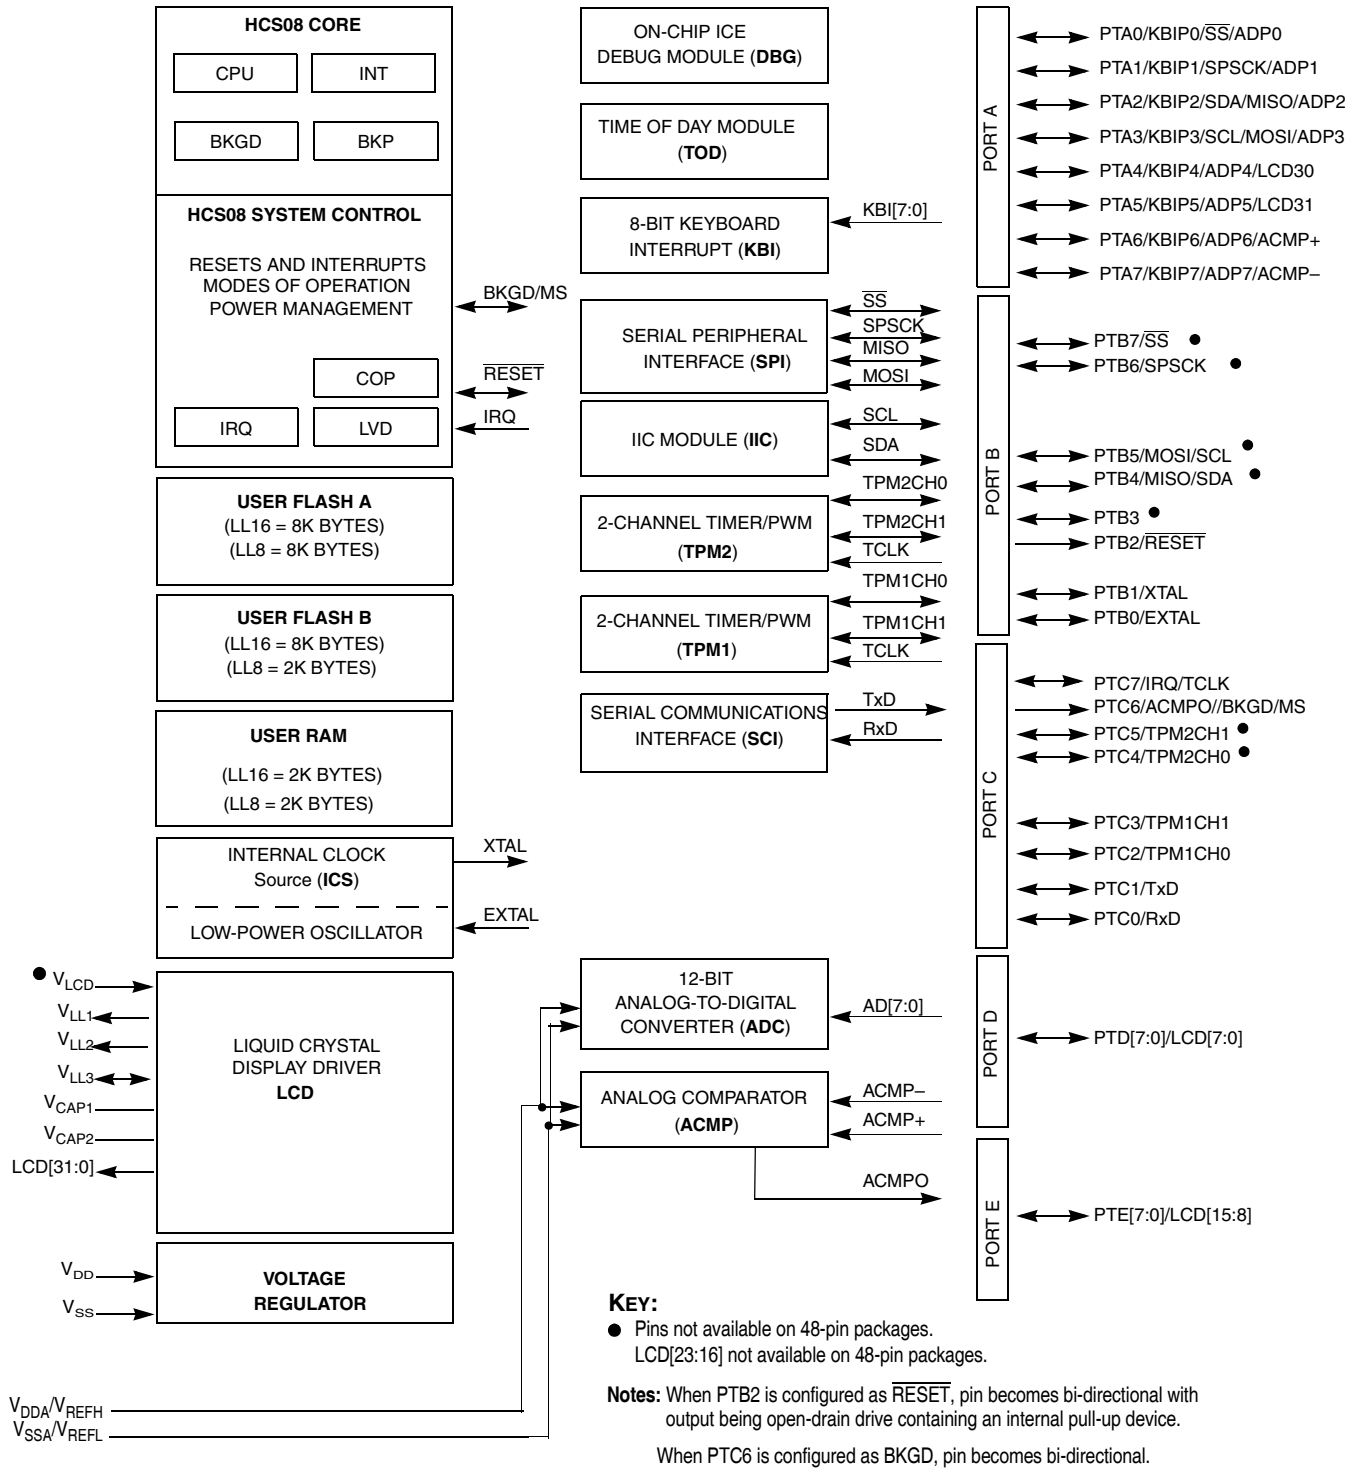 HCS08 CORE
CPU
INT
BKGD
BKP
HCS08 SYSTEM CONTROL
RESETS AND INTERRUPTS
MODES OF OPERATION
POWER MANAGEMENT
COP
IRQ
LVD
BKGD/MS
RESET
IRQ
USER FLASH A
(LL16 = 8K BYTES)
(LL8 = 8K BYTES)
USER FLASH B
(LL16 = 8K BYTES)
(LL8 = 2K BYTES)
USER RAM
(LL16 = 2K BYTES)
(LL8 = 2K BYTES)
INTERNAL CLOCK
Source (ICS)
LOW-POWER OSCILLATOR
XTAL
EXTAL
● VLCD
VLL1
VLL2
VLL3
VCAP1
VCAP2
LCD[31:0]
LIQUID CRYSTAL
DISPLAY DRIVER
LCD
VDD
VSS
VOLTAGE
REGULATOR
VDDA/VREFH
VSSA/VREFL
ON-CHIP ICE
DEBUG MODULE (DBG)
TIME OF DAY MODULE
(TOD)
8-BIT KEYBOARD
INTERRUPT (KBI)
KBI[7:0]
SERIAL PERIPHERAL
INTERFACE (SPI)
SS
SPSCK
MISO
MOSI
IIC MODULE (IIC)
SCL
SDA
2-CHANNEL TIMER/PWM
(TPM2)
TPM2CH0
TPM2CH1
TCLK
2-CHANNEL TIMER/PWM
(TPM1)
TPM1CH0
TPM1CH1
TCLK
SERIAL COMMUNICATIONS
INTERFACE (SCI)
TxD
RxD
12-BIT
ANALOG-TO-DIGITAL
CONVERTER (ADC)
AD[7:0]
ANALOG COMPARATOR
(ACMP)
ACMP–
ACMP+
ACMPO
PORT A
PTA0/KBIP0/SS/ADP0
PTA1/KBIP1/SPSCK/ADP1
PTA2/KBIP2/SDA/MISO/ADP2
PTA3/KBIP3/SCL/MOSI/ADP3
PTA4/KBIP4/ADP4/LCD30
PTA5/KBIP5/ADP5/LCD31
PTA6/KBIP6/ADP6/ACMP+
PTA7/KBIP7/ADP7/ACMP–
PORT B
PTB7/SS ●
PTB6/SPSCK ●
PTB5/MOSI/SCL ●
PTB4/MISO/SDA ●
PTB3 ●
PTB2/RESET
PTB1/XTAL
PTB0/EXTAL
PORT C
PTC7/IRQ/TCLK
PTC6/ACMPO//BKGD/MS
PTC5/TPM2CH1 ●
PTC4/TPM2CH0 ●
PTC3/TPM1CH1
PTC2/TPM1CH0
PTC1/TxD
PTC0/RxD
PORT D
PTD[7:0]/LCD[7:0]
PORT E
PTE[7:0]/LCD[15:8]
KEY:
● Pins not available on 48-pin packages.
LCD[23:16] not available on 48-pin packages.
Notes: When PTB2 is configured as RESET, pin becomes bi-directional with
output being open-drain drive containing an internal pull-up device.
When PTC6 is configured as BKGD, pin becomes bi-directional.